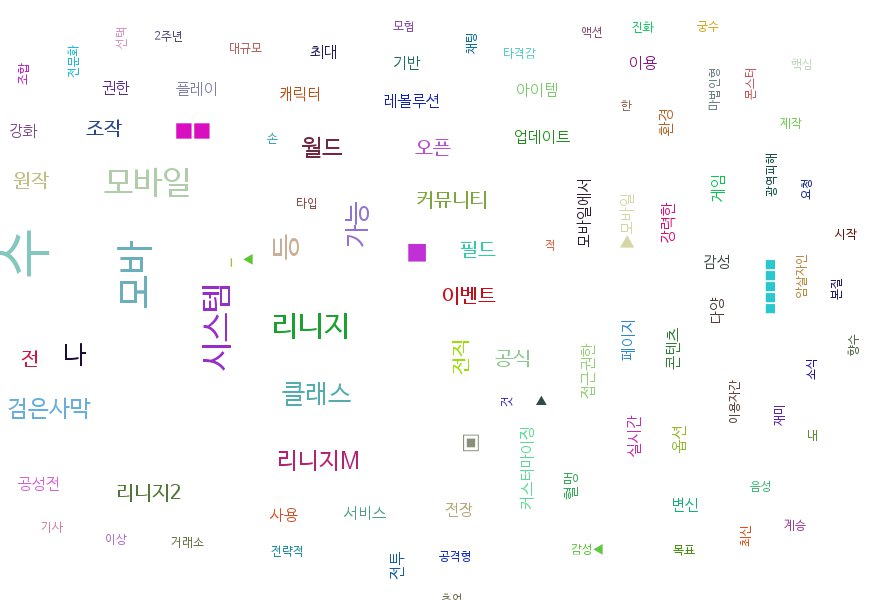 모험
액션
진화
궁수
선택
2주년
채팅
대규모
최대
타격감
전문화
기반
이용
핵심
조합
권한
플레이
캐릭터
레볼루션
아이템
마법인형
몬스터
한
강화
조작
■■
손
월드
오픈
업데이트
환경
제작
원작
모바일
타입
커뮤니티
모바일에서
▲모바일
강력한
게임
광역피해
요청
수
모바
등
가능
■
필드
적
시작
_
◀
시스템
이벤트
감성
■■■■■
암살자인
본질
다양
리니지
전
나
전직
공식
접근권한
페이지
콘텐츠
향수
소식
검은사막
클래스
것
▲
이용자간
재미
내
리니지M
▣
커스터마이징
혈맹
실시간
옵션
공성전
리니지2
음성
사용
서비스
전장
변신
기사
이상
거래소
최신
계승
전략적
전투
공격형
감성◀
목표